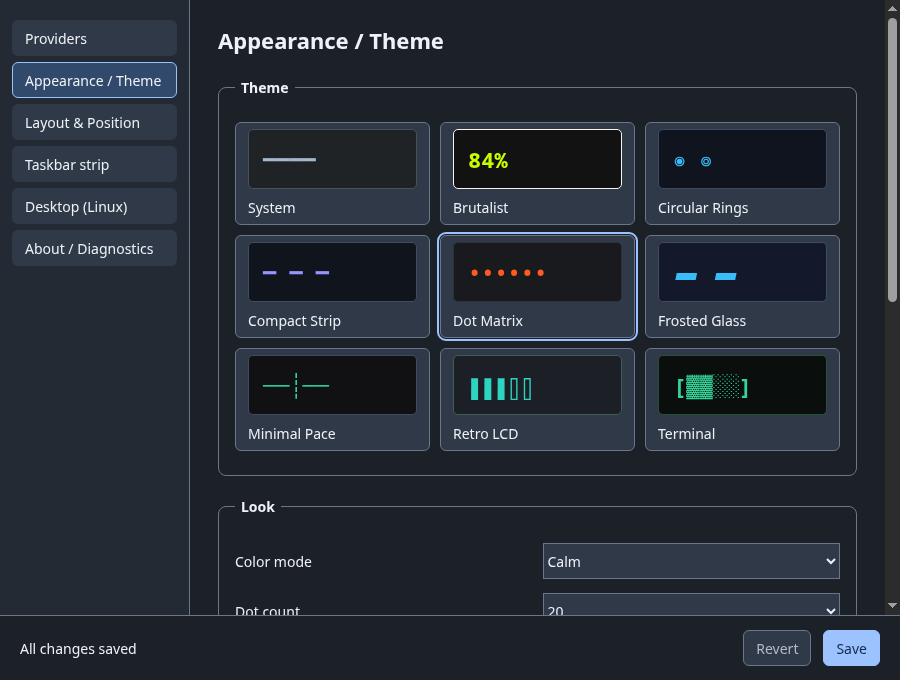 Providers
Appearance / Theme
Layout & Position
Taskbar strip
Desktop (Linux)
About / Diagnostics
Appearance / Theme
Theme
System
84%
Brutalist
Circular Rings
Compact Strip
Dot Matrix
Frosted Glass
Minimal Pace
Retro LCD
[▓▓░░]
Terminal
Look
Color mode
Calm
Dot count
20
All changes saved
Revert
Save